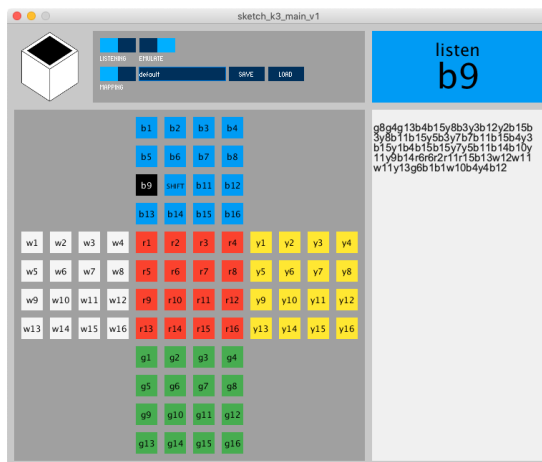 sketch_k3_main_v1
LISTENING EMULATE
default SAVE LOAD
MAPPING
listen
b9
g8g4g13b4b15y8b3y3b12y2b15b
3y8b11b15y5b3y7b7b11b15b4y3
b15y1b4b15b15y7y5b11b14b10y
11y9b14r6r6r2r11r15b13w12w11
w11y13g6b1b1w10b4y4b12
b1 b2 b3 b4
b5 b6 b7 b8
b9 SHIFT b11 b12
b13 b14 b15 b16
w1 w2 w3 w4 r1 r2 r3 r4 y1 y2 y3 y4
w5 w6 w7 w8 r5 r6 r7 r8 y5 y6 y7 y8
w9 w10 w11 w12 r9 r10 r11 r12 y9 y10 y11 y12
w13 w14 w15 w16 r13 r14 r15 r16 y13 y14 y15 y16
g1 g2 g3 g4
g5 g6 g7 g8
g9 g10 g11 g12
g13 g14 g15 g16